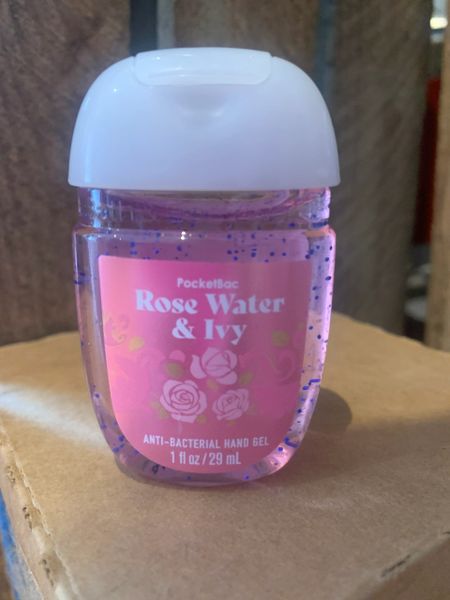 PocketBac
Rose Water
& Ivy
ANTI-BACTERIAL HAND GEL
1 fl oz / 29 mL